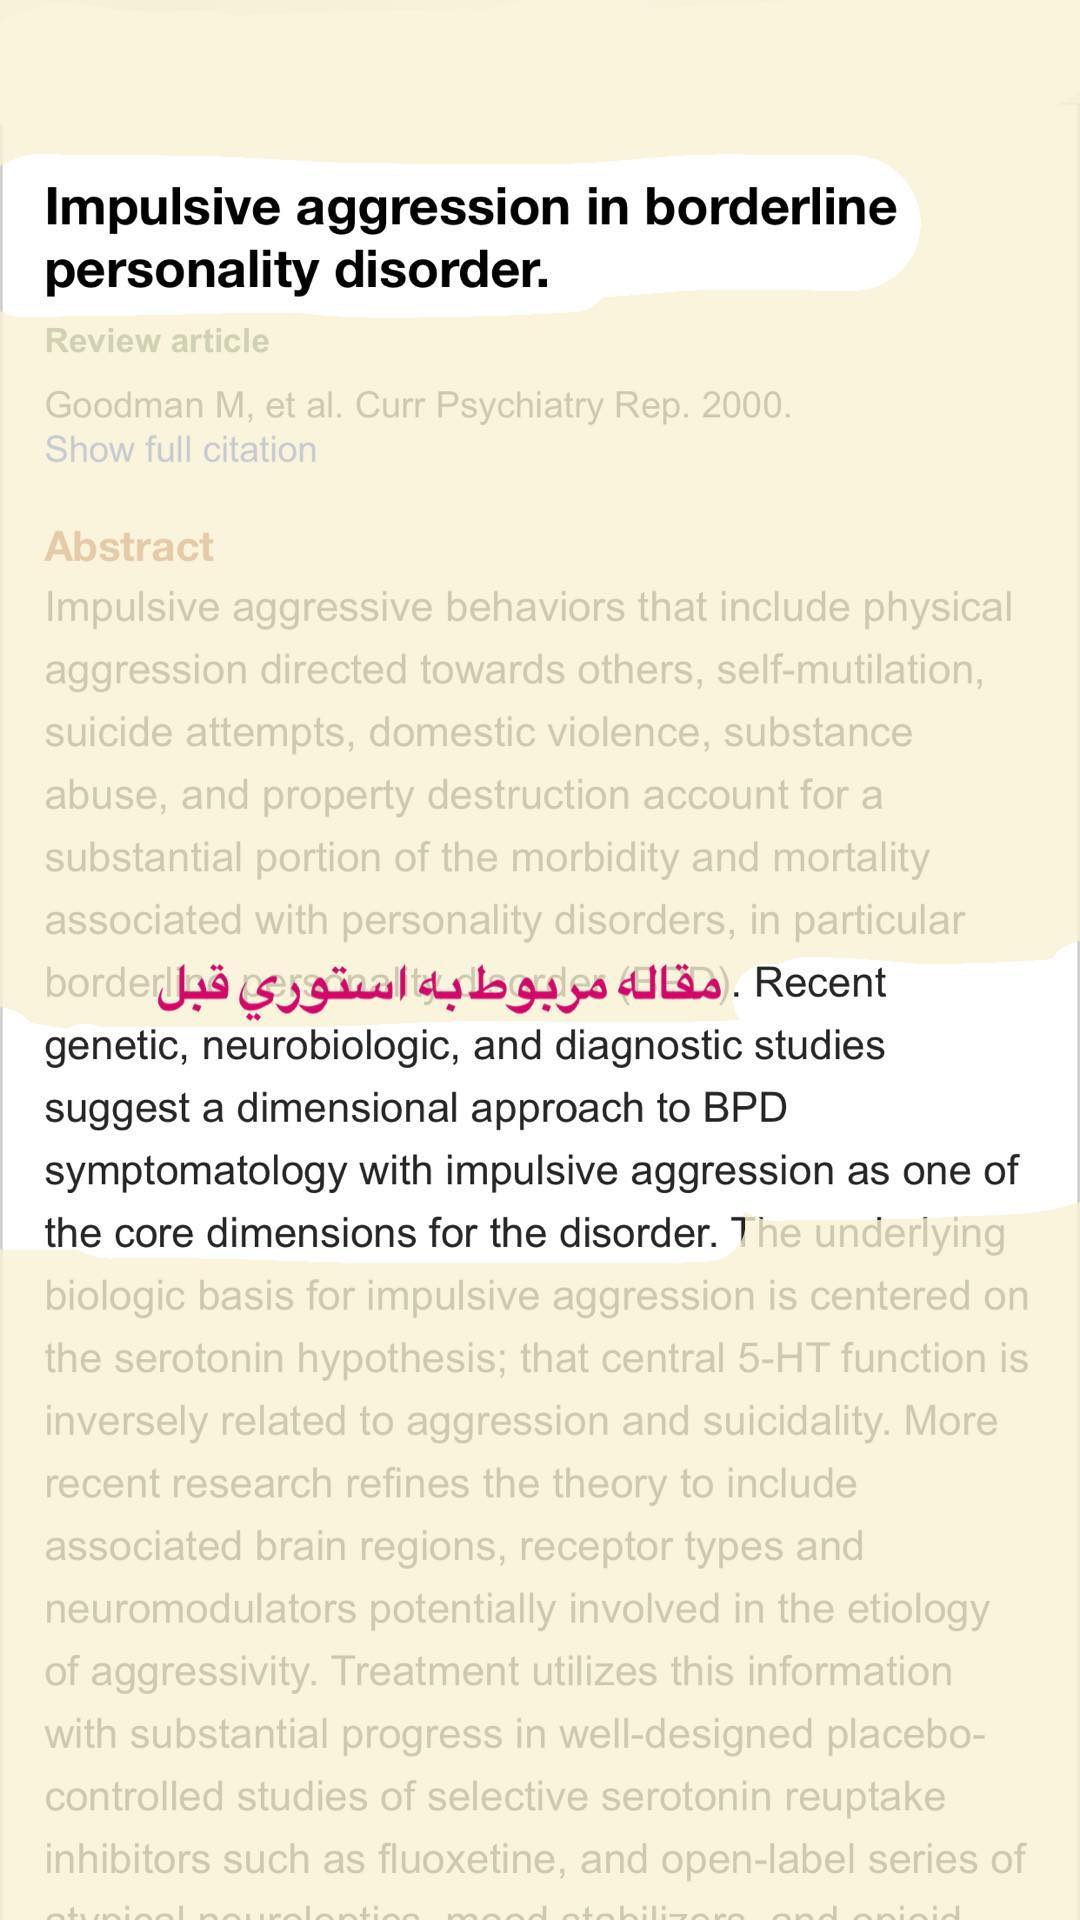 Impulsive aggression in borderline
personality disorder.
Review article
Goodman M, et al. Curr Psychiatry Rep. 2000.
Show full citation
Abstract
Impulsive aggressive behaviors that include physical
aggression directed towards others, self-mutilation,
suicide attempts, domestic violence, substance
abuse, and property destruction account for a
substantial portion of the morbidity and mortality
associated with personality disorders, in particular
borderline personality disorder (BPD). Recent
مقاله مربوط به استوري قبل
genetic, neurobiologic, and diagnostic studies
suggest a dimensional approach to BPD
symptomatology with impulsive aggression as one of
the core dimensions for the disorder. The underlying
biologic basis for impulsive aggression is centered on
the serotonin hypothesis; that central 5-HT function is
inversely related to aggression and suicidality. More
recent research refines the theory to include
associated brain regions, receptor types and
neuromodulators potentially involved in the etiology
of aggressivity. Treatment utilizes this information
with substantial progress in well-designed placebo-
controlled studies of selective serotonin reuptake
inhibitors such as fluoxetine, and open-label series of
atypical neuroleptics, mood stabilizers, and opioid